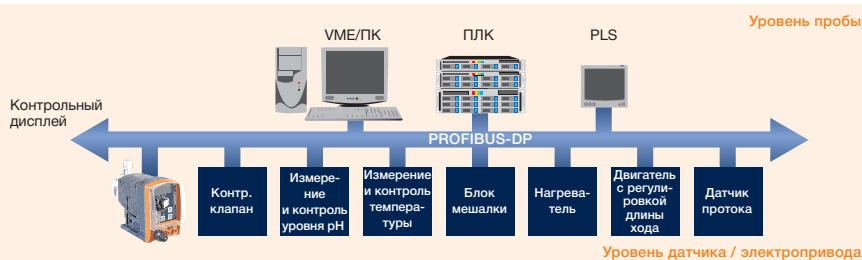 Уровень пробы
VME/ПК
ПЛК
PLS
Контрольный
дисплей
PROFIBUS-DP
Контр.
клапан
Измере-
ние
и контроль
уровня pH
Измерение
и контроль
темпера-
туры
Блок
мешалки
Нагрева-
тель
Двигатель
с регули-
ровкой
длины
хода
Датчик
протока
Уровень датчика / электропривода